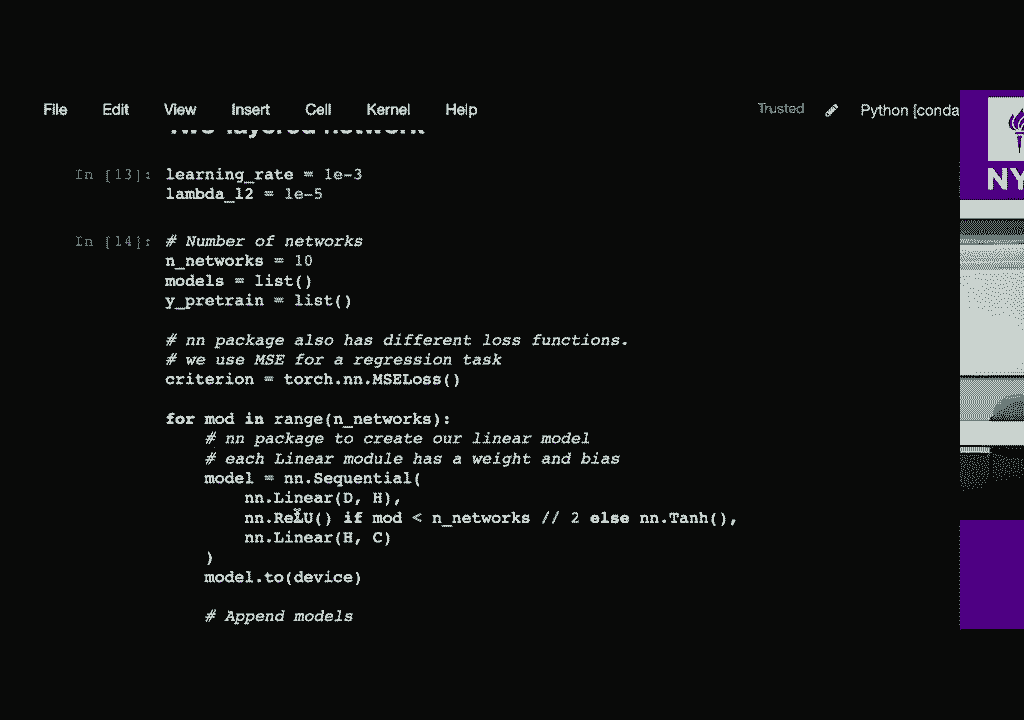 File Edit View Insert Cell Kernel Help Trusted Python [conda
Two-layered network
In [13]: learning_rate = 1e-3
lambda_l2 = 1e-5
In [14]: # Number of networks
n_networks = 10
models = list()
y_pretrain = list()
# nn package also has different loss functions.
# we use MSE for a regression task
criterion = torch.nn.MSELoss()
for mod in range(n_networks):
# nn package to create our linear model
# each Linear module has a weight and bias
model = nn.Sequential(
nn.Linear(D, H),
nn.ReLU() if mod < n_networks // 2 else nn.Tanh(),
nn.Linear(H, C)
)
model.to(device)
# Append models
NY